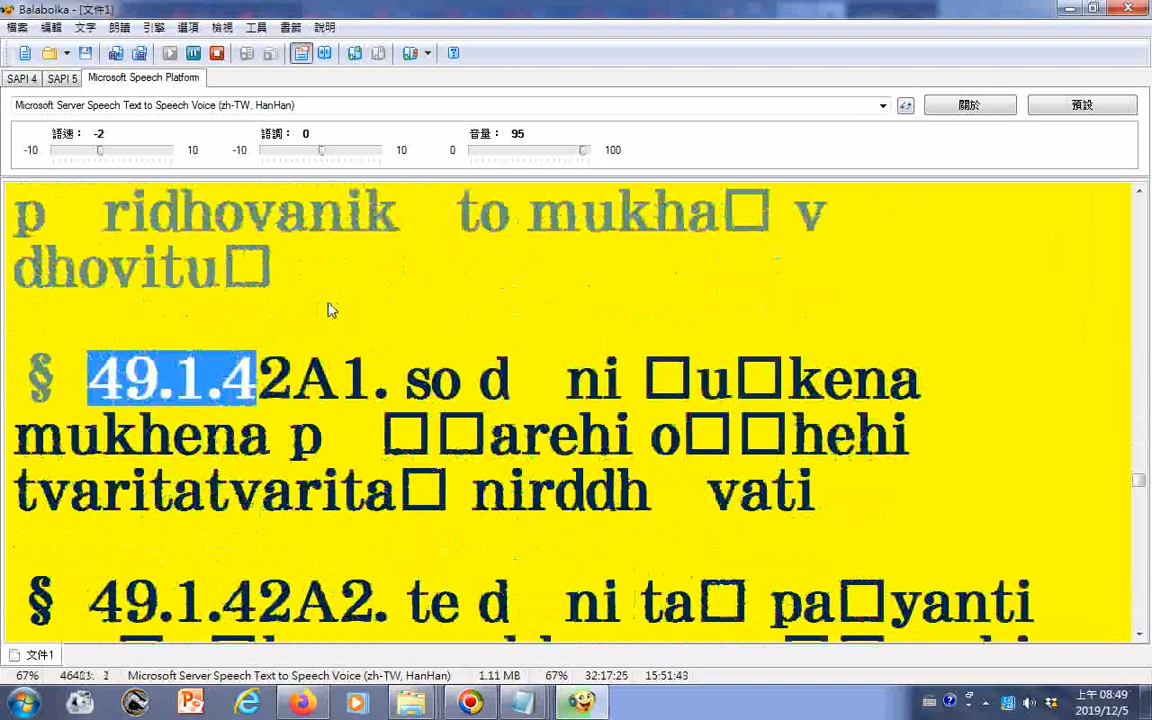 Balabolka - [文件1]
檔案 編輯 文字 朗讀 引擎 選項 檢視 工具 書籤 說明
SAPI 4 SAPI 5 Microsoft Speech Platform
Microsoft Server Speech Text to Speech Voice (zh-TW, HanHan) 關於 預設
語速： -2 語調： 0 音量： 95
-10 10 -10 10 0 100
p ridhovanik to mukha□ v
dhovitu□
§ 49.1.42A1. so d ni □u□kena
mukhena p □□arehi o□□hehi
tvaritatvarita□ nirddh vati
§ 49.1.42A2. te d ni ta□ pa□yanti
文件1
67% Microsoft Server Speech Text to Speech Voice (zh-TW, HanHan) 1.11 MB 67% 32:17:25 15:51:43
上午 08:49
2019/12/5